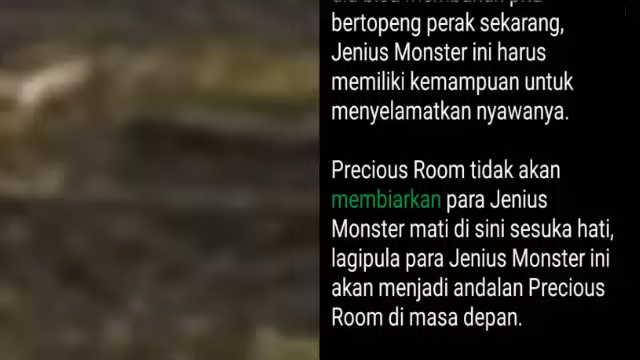 bertopeng perak sekarang,
Jenius Monster ini harus
memiliki kemampuan untuk
menyelamatkan nyawanya.
Precious Room tidak akan
membiarkan para Jenius
Monster mati di sini sesuka hati,
lagipula para Jenius Monster ini
akan menjadi andalan Precious
Room di masa depan.